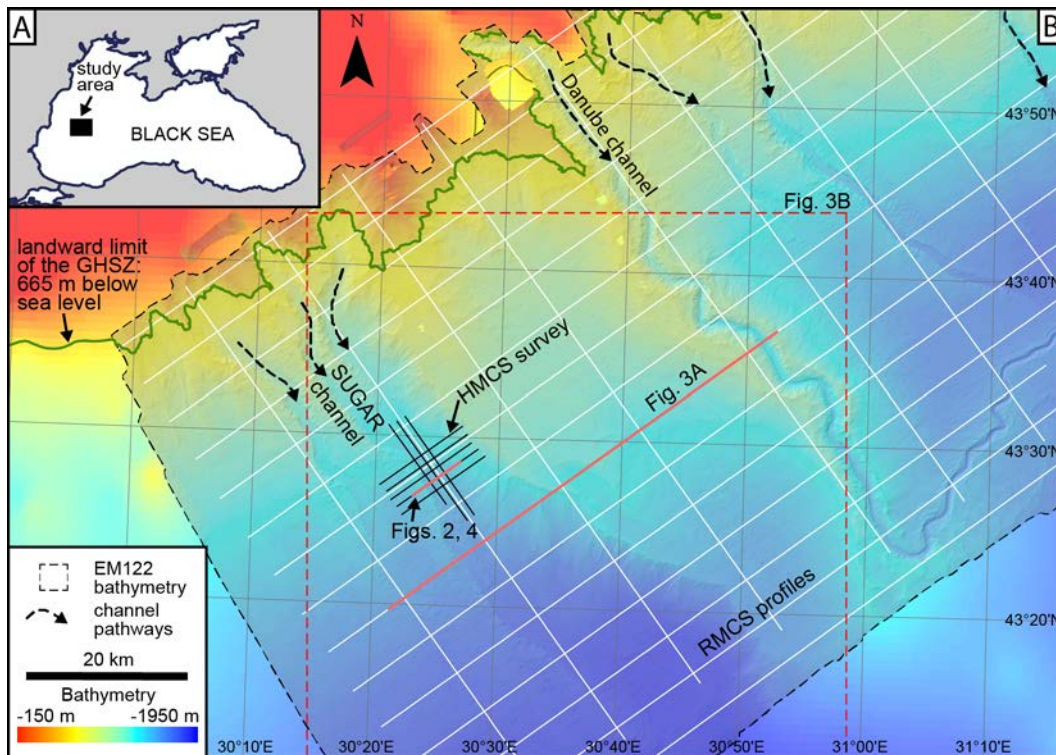 A
study
area
BLACK SEA
N
B
Danube channel
43°50'N
Fig. 3B
landward limit
of the GHSZ:
665 m below
sea level
43°40'N
SUGAR
channel
HMCS survey
Fig. 3A
43°30'N
Figs. 2, 4
EM122
bathymetry
channel
pathways
20 km
Bathymetry
-150 m
-1950 m
RMCS profiles
43°20'N
30°10'E
30°20'E
30°30'E
30°40'E
30°50'E
31°00'E
31°10'E